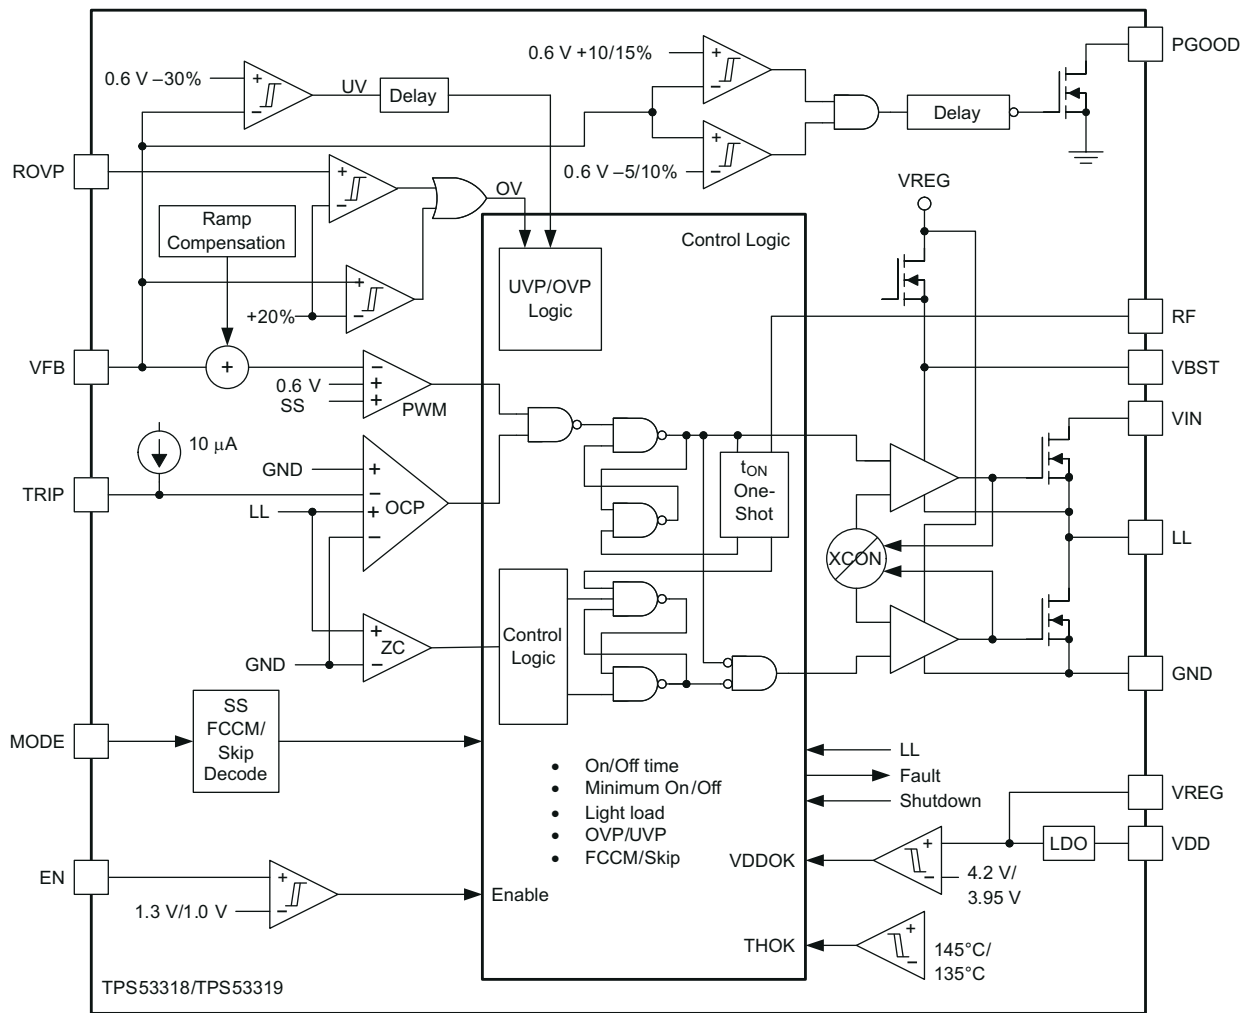 PGOOD
0.6 V +10/15%
0.6 V –30%
+
–
UV
Delay
+
–
Delay
+
–
0.6 V –5/10%
ROVP
+
–
OV
VREG
Ramp
Compensation
Control Logic
UVP/OVP
Logic
+
–
+20%
RF
VFB
+
–
+
+
0.6 V
SS
PWM
VBST
VIN
10 µA
GND
TRIP
LL
+
–
+
–
OCP
tON
One-
Shot
XCON
LL
Control
Logic
+
–
ZC
GND
GND
MODE
SS
FCCM/
Skip
Decode
• On/Off time
• Minimum On/Off
• Light load
• OVP/UVP
• FCCM/Skip
LL
Fault
Shutdown
VREG
LDO
VDD
VDDOK
+
–
4.2 V/
3.95 V
EN
1.3 V/1.0 V
+
–
Enable
THOK
+
–
145°C/
135°C
TPS53318/TPS53319